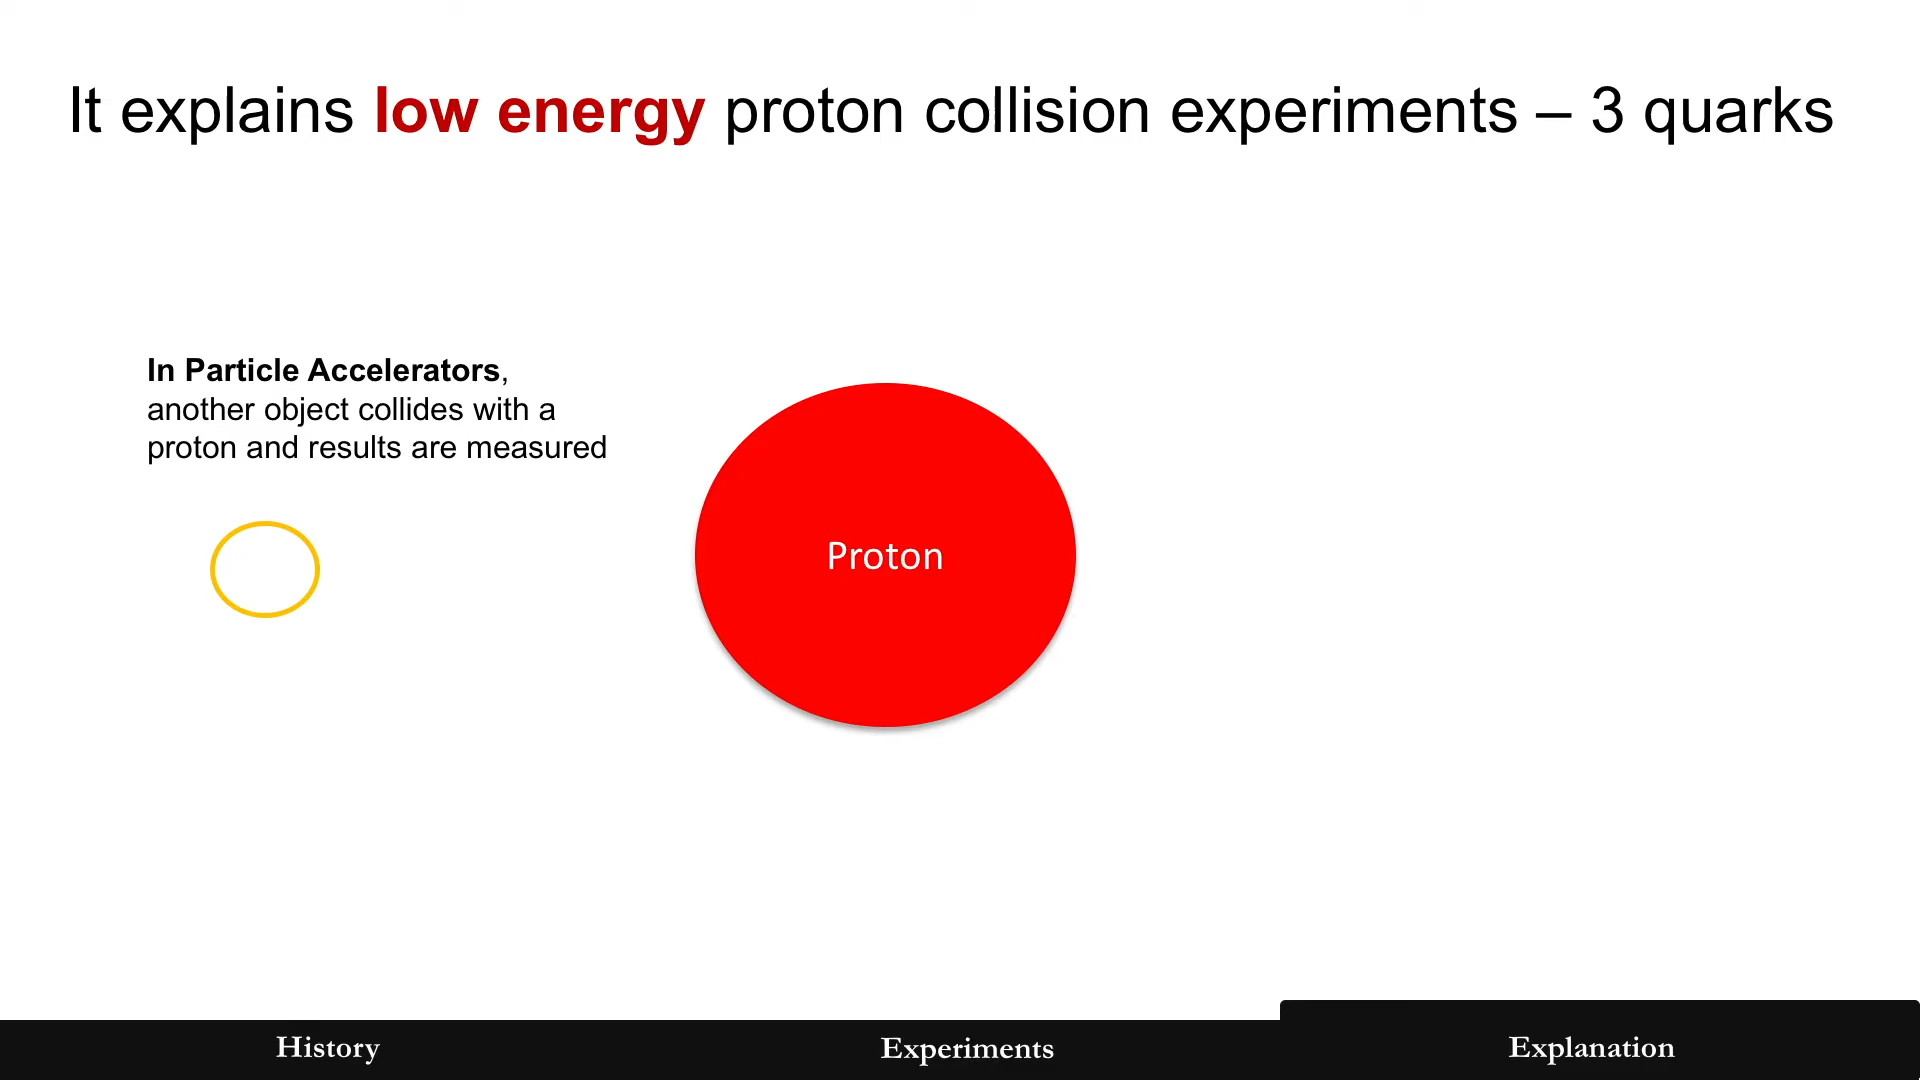 It explains low energy proton collision experiments – 3 quarks
In Particle Accelerators,
another object collides with a
proton and results are measured
Proton
History
Experiments
Explanation